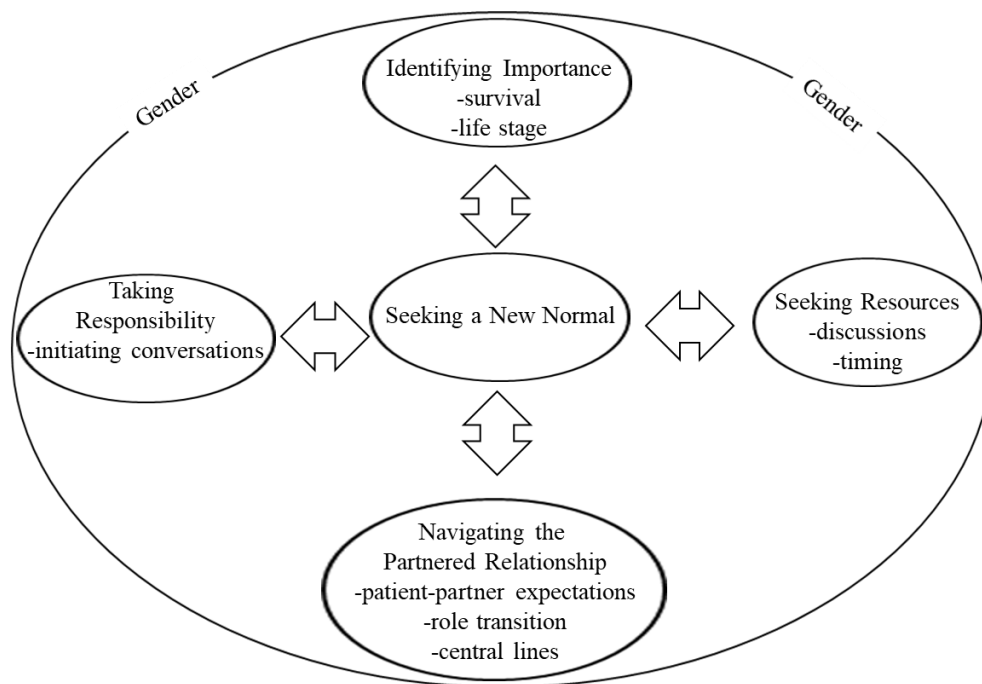 Gender
Gender
Identifying Importance
-survival
-life stage
Taking
Responsibility
-initiating conversations
Seeking a New Normal
Seeking Resources
-discussions
-timing
Navigating the
Partnered Relationship
-patient-partner expectations
-role transition
-central lines